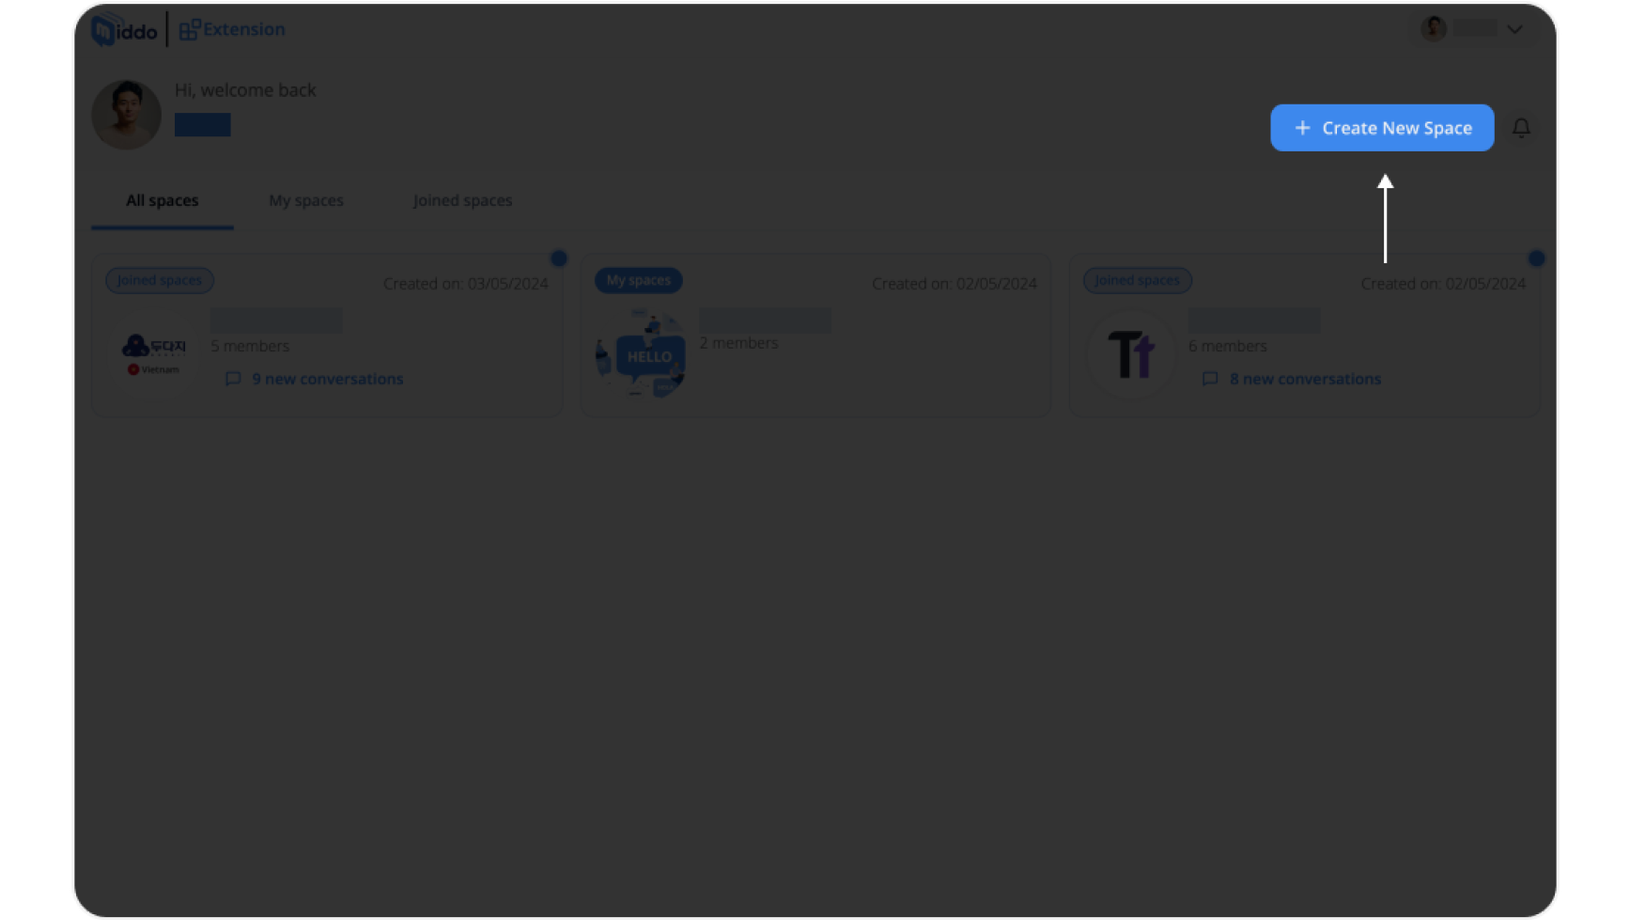 middo
Extension
Hi, welcome back
Create New Space
All spaces
My spaces
Joined spaces
Joined spaces
Created on: 03/05/2024
두다지
Vietnam
5 members
9 new conversations
My spaces
Created on: 02/05/2024
HELLO
2 members
Joined spaces
Created on: 02/05/2024
Tt
6 members
8 new conversations